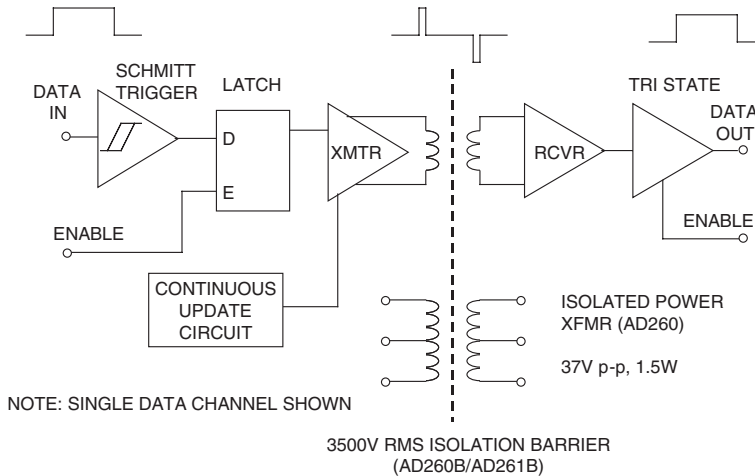 SCHMITT
TRIGGER
LATCH
TRI STATE
DATA
IN
DATA
OUT
D
E
XMTR
RCVR
ENABLE
ENABLE
CONTINUOUS
UPDATE
CIRCUIT
ISOLATED POWER
XFMR (AD260)
37V p-p, 1.5W
NOTE: SINGLE DATA CHANNEL SHOWN
3500V RMS ISOLATION BARRIER
(AD260B/AD261B)